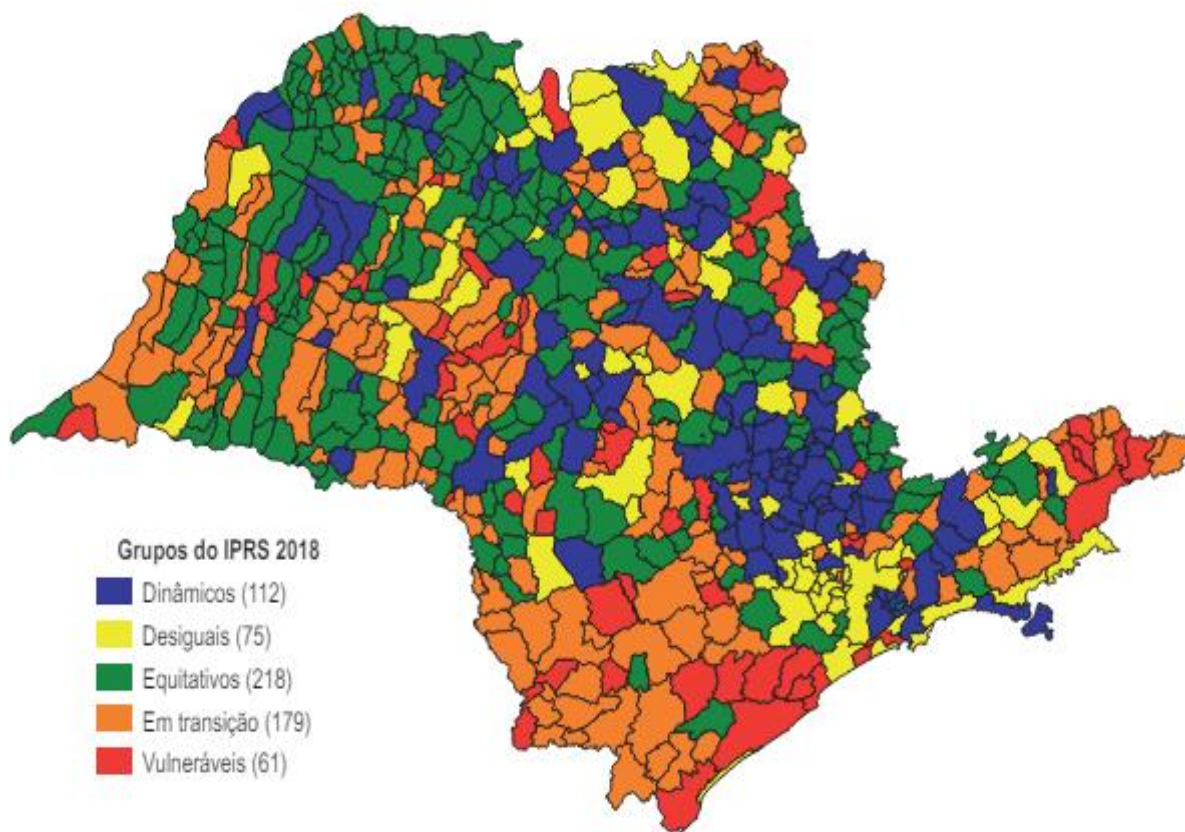 Grupos do IPRS 2018
Dinâmicos (112)
Desiguais (75)
Equitativos (218)
Em transição (179)
Vulneráveis (61)